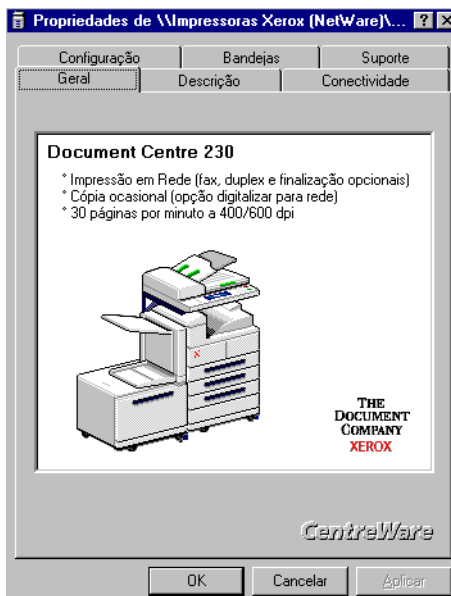 Propriedades de \\Impressoras Xerox (NetWare)\...
Configuração Bandejas Suporte
Geral Descrição Conectividade
Document Centre 230
* Impressão em Rede (fax, duplex e finalização opcionais)
* Cópia ocasional (opção digitalizar para rede)
* 30 páginas por minuto a 400/600 dpi
THE
DOCUMENT
COMPANY
XEROX
CentreWare
OK Cancelar Aplicar